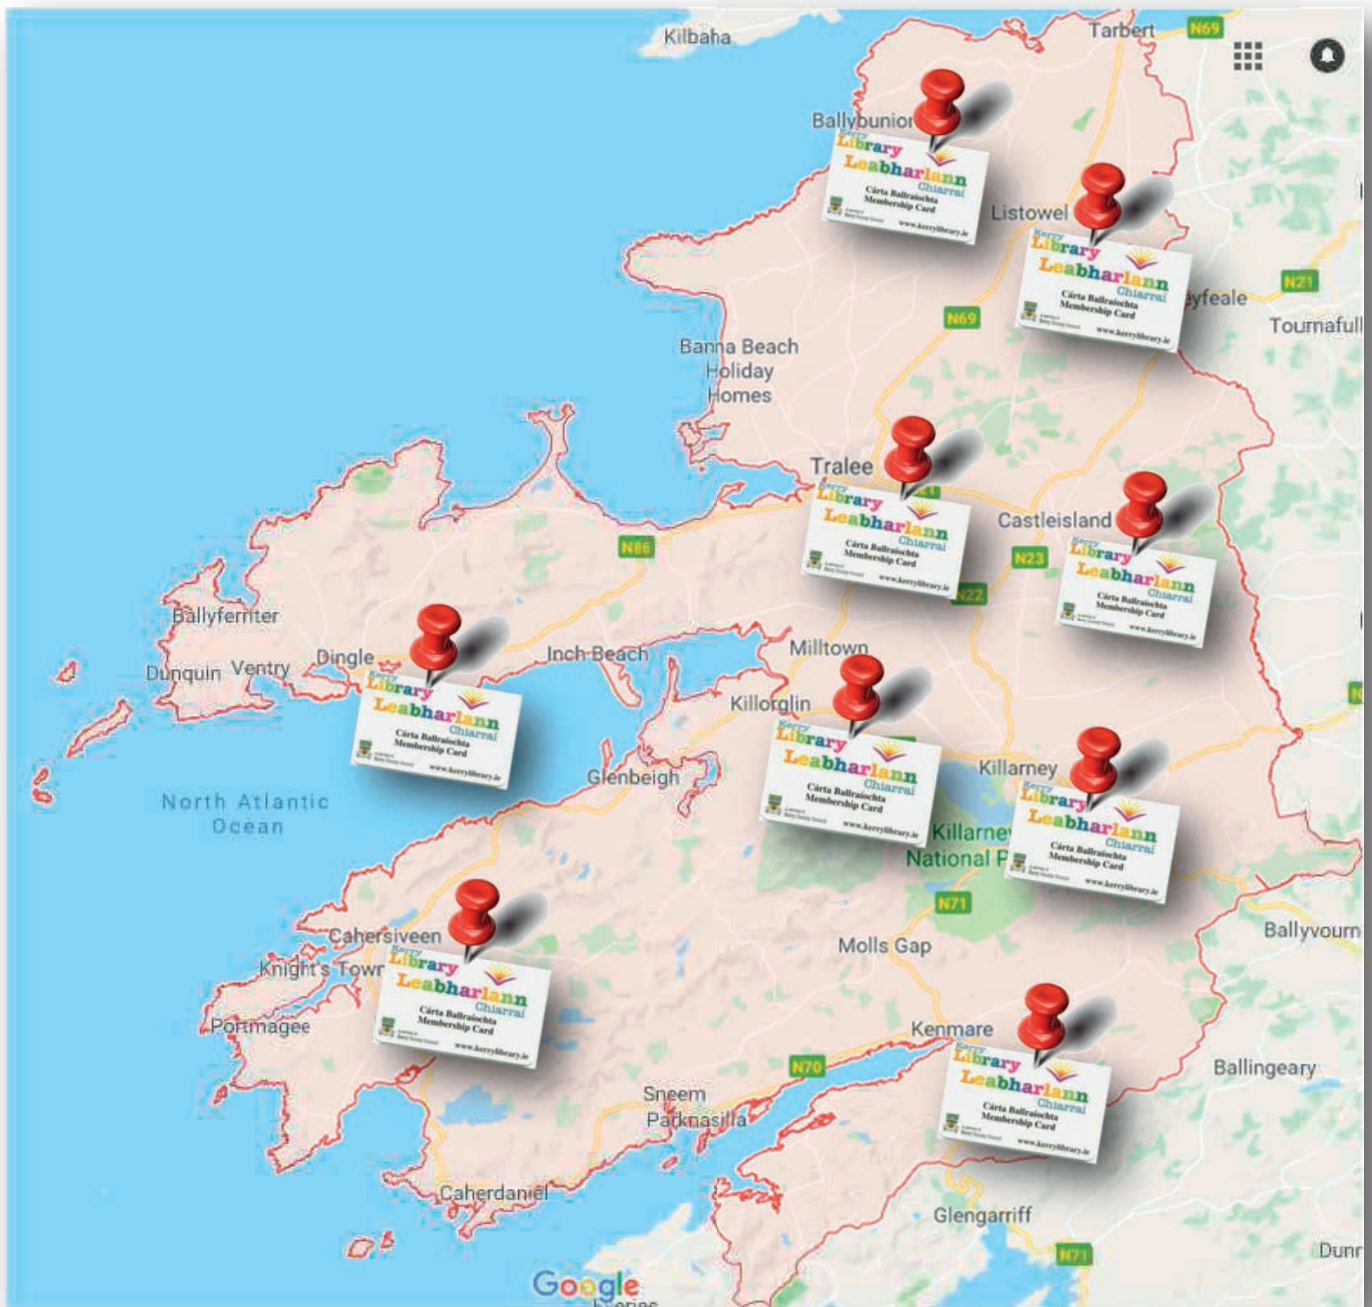 Kilbaha
Tarbert
N69
Ballybunion
Kerry
Library
Leabharlann
Chiarraí
Cárta Ballraíochta
Membership Card
www.kerrylibrary.ie
Listowel
Kerry
Library
Leabharlann
Chiarraí
Cárta Ballraíochta
Membership Card
www.kerrylibrary.ie
eyfeale
N21
Tournafull
N69
Banna Beach
Holiday
Homes
Tralee
21
Kerry
Library
Leabharlann
Chiarraí
Cárta Ballraíochta
Membership Card
www.kerrylibrary.ie
Castleisland
Kerry
Library
Leabharlann
Chiarraí
Cárta Ballraíochta
Membership Card
www.kerrylibrary.ie
N86
N23
N22
Ballyferriter
Dunquin
Ventry
Dingle
Inch Beach
Kerry
Library
Leabharlann
Chiarraí
Cárta Ballraíochta
Membership Card
www.kerrylibrary.ie
Milltown
Killorglin
Kerry
Library
Leabharlann
Chiarraí
Cárta Ballraíochta
Membership Card
www.kerrylibrary.ie
N
Glenbeigh
Killarney
Kerry
Library
Leabharlann
Chiarraí
Cárta Ballraíochta
Membership Card
www.kerrylibrary.ie
North Atlantic
Ocean
Killarney
National P
N71
Cahersiveen
Knight's Town
Portmagee
Kerry
Library
Leabharlann
Chiarraí
Cárta Ballraíochta
Membership Card
www.kerrylibrary.ie
Molls Gap
Ballyvourn
Kenmare
Kerry
Library
Leabharlann
Chiarraí
Cárta Ballraíochta
Membership Card
www.kerrylibrary.ie
N70
Ballingeary
Sneem
Parknasilla
Caherdaniel
Glengarriff
N71
Dunr
Google